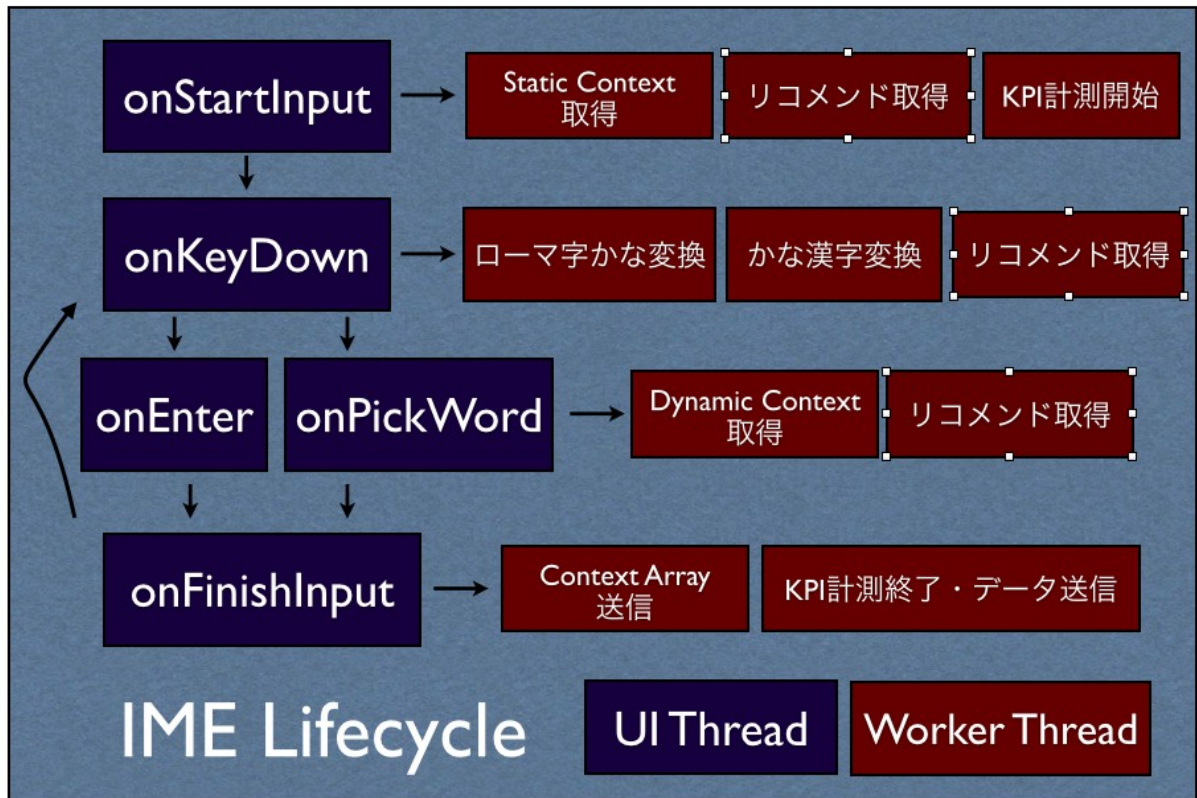 onStartInput
Static Context
取得
リコメンド取得
KPI計測開始
onKeyDown
ローマ字かな変換
かな漢字変換
リコメンド取得
onEnter
onPickWord
Dynamic Context
取得
リコメンド取得
onFinishInput
Context Array
送信
KPI計測終了・データ送信
IME Lifecycle
UI Thread
Worker Thread